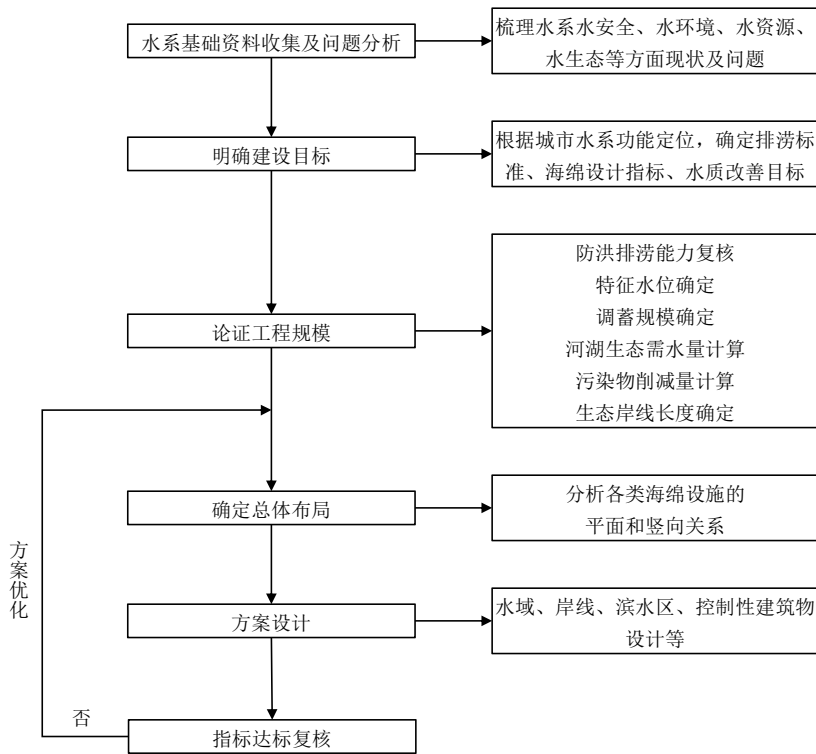 水系基础资料收集及问题分析
梳理水系水安全、水环境、水资源、
水生态等方面现状及问题
明确建设目标
根据城市水系功能定位，确定排涝标
准、海绵设计指标、水质改善目标
论证工程规模
防洪排涝能力复核
特征水位确定
调蓄规模确定
河湖生态需水量计算
污染物削减量计算
生态岸线长度确定
确定总体布局
分析各类海绵设施的
平面和竖向关系
方案优化
方案设计
水域、岸线、滨水区、控制性建筑物
设计等
否
指标达标复核